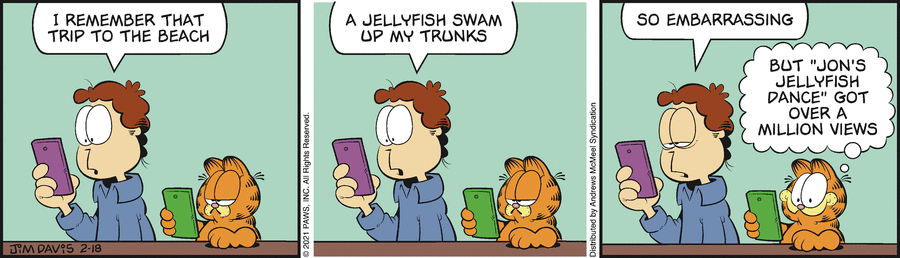 I REMEMBER THAT
TRIP TO THE BEACH
JIM DAVIS 2-18
© 2021 PAWS, INC. All Rights Reserved.
A JELLYFISH SWAM
UP MY TRUNKS
Distributed by Andrews McMeel Syndication
SO EMBARRASSING
BUT "JON'S
JELLYFISH
DANCE" GOT
OVER A
MILLION VIEWS